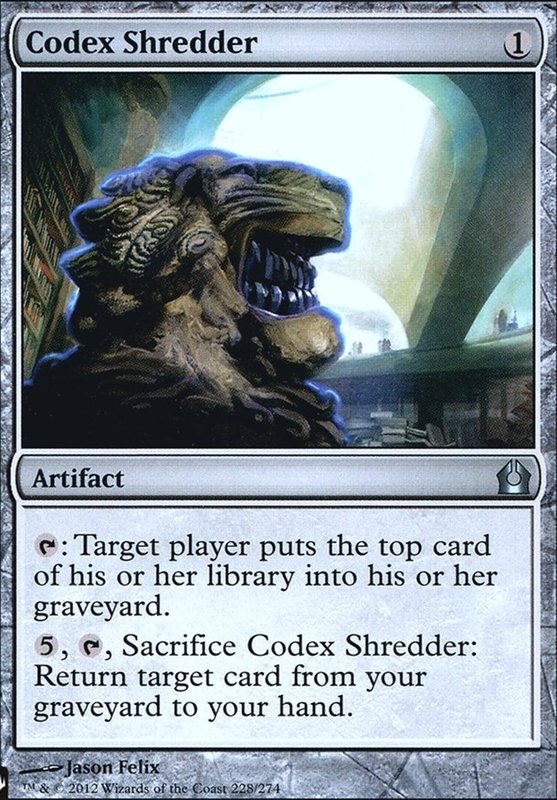 Codex Shredder 1
Artifact
: Target player puts the top card
of his or her library into his or her
graveyard.
5, , Sacrifice Codex Shredder:
Return target card from your
graveyard to your hand.
Jason Felix
™ & © 2012 Wizards of the Coast 228/274